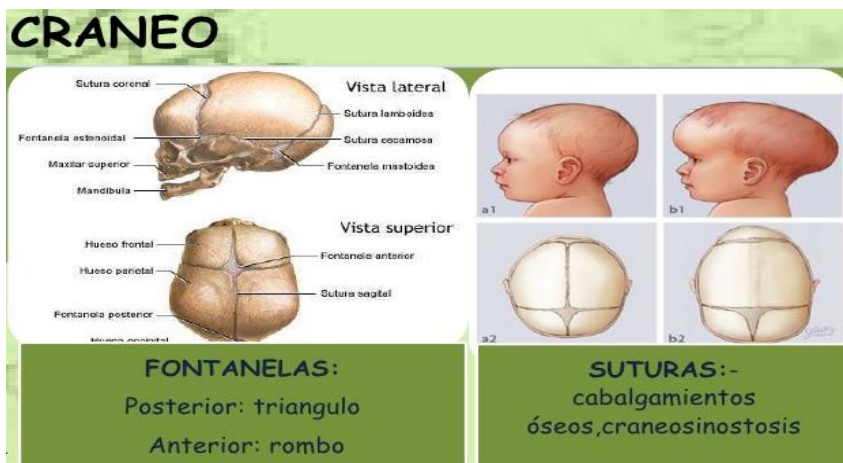 CRANEO
Vista lateral
Sutura coronal
Sutura lamboidea
Fontanela esfenoidal
Sutura escamosa
Maxilar superior
Fontanela mastoidea
Mandíbula
Vista superior
Hueso frontal
Fontanela anterior
Hueso parietal
Sutura sagital
Fontanela posterior
Hueso occipital
a1
b1
a2
b2
FONTANELAS:
Posterior: triangulo
Anterior: rombo
SUTURAS:-
cabalgamientos
óseos,craneosinostosis